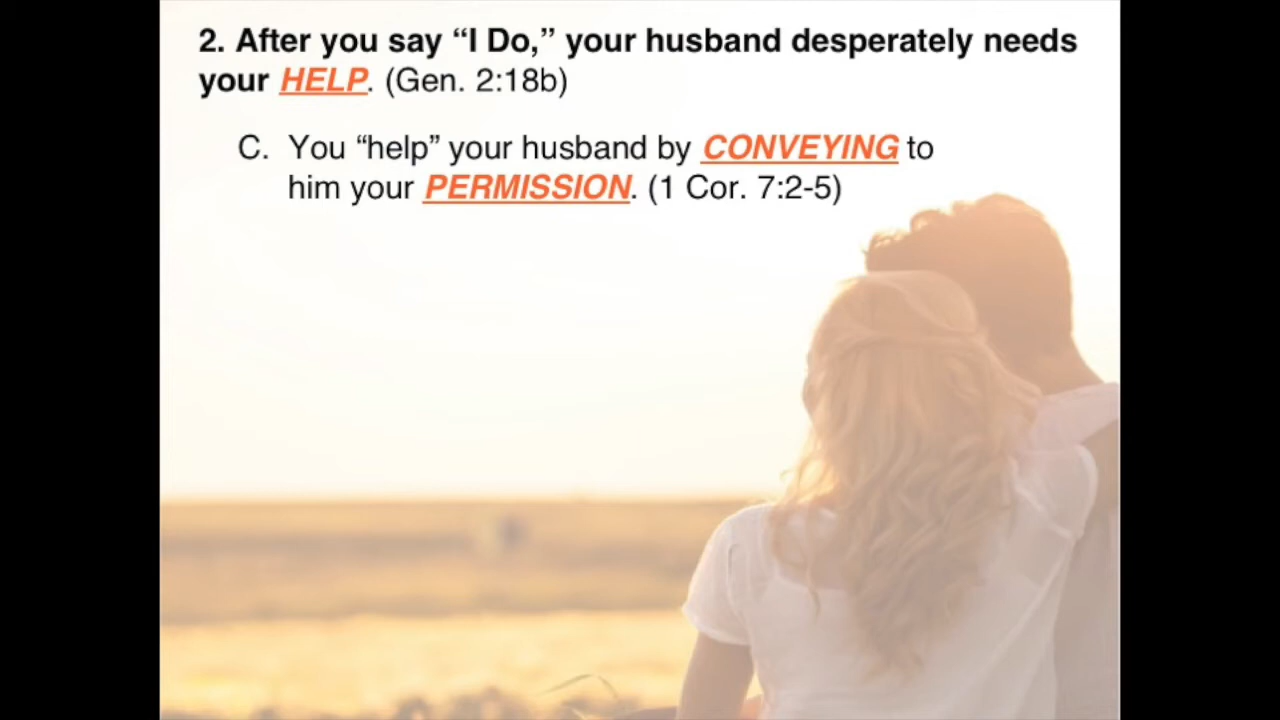 2. After you say “I Do,” your husband desperately needs
your HELP. (Gen. 2:18b)
C. You “help” your husband by CONVEYING to
him your PERMISSION. (1 Cor. 7:2-5)